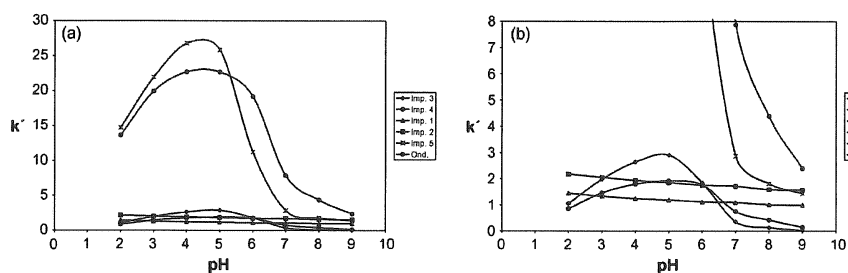 (a)
30
25
20
15
10
5
0
k´
0 1 2 3 4 5 6 7 8 9 10
pH
Imp. 3
Imp. 4
Imp. 1
Imp. 2
Imp. 5
Ond.
(b)
k´
8
7
6
5
4
3
2
1
0
k´
0 1 2 3 4 5 6 7 8 9 10
pH